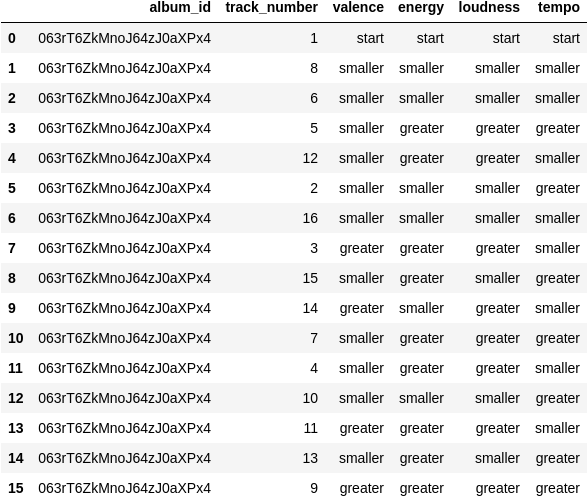 album_id track_number valence energy loudness tempo
0 063rT6ZkMnoJ64zJ0aXPx4 1 start start start start
1 063rT6ZkMnoJ64zJ0aXPx4 8 smaller smaller smaller smaller
2 063rT6ZkMnoJ64zJ0aXPx4 6 smaller smaller smaller smaller
3 063rT6ZkMnoJ64zJ0aXPx4 5 smaller greater greater greater
4 063rT6ZkMnoJ64zJ0aXPx4 12 smaller greater greater smaller
5 063rT6ZkMnoJ64zJ0aXPx4 2 smaller smaller smaller greater
6 063rT6ZkMnoJ64zJ0aXPx4 16 smaller smaller smaller smaller
7 063rT6ZkMnoJ64zJ0aXPx4 3 greater greater greater smaller
8 063rT6ZkMnoJ64zJ0aXPx4 15 smaller greater smaller greater
9 063rT6ZkMnoJ64zJ0aXPx4 14 greater smaller greater smaller
10 063rT6ZkMnoJ64zJ0aXPx4 7 smaller greater greater greater
11 063rT6ZkMnoJ64zJ0aXPx4 4 smaller greater greater smaller
12 063rT6ZkMnoJ64zJ0aXPx4 10 smaller smaller smaller greater
13 063rT6ZkMnoJ64zJ0aXPx4 11 greater greater greater smaller
14 063rT6ZkMnoJ64zJ0aXPx4 13 smaller greater smaller greater
15 063rT6ZkMnoJ64zJ0aXPx4 9 greater greater greater greater